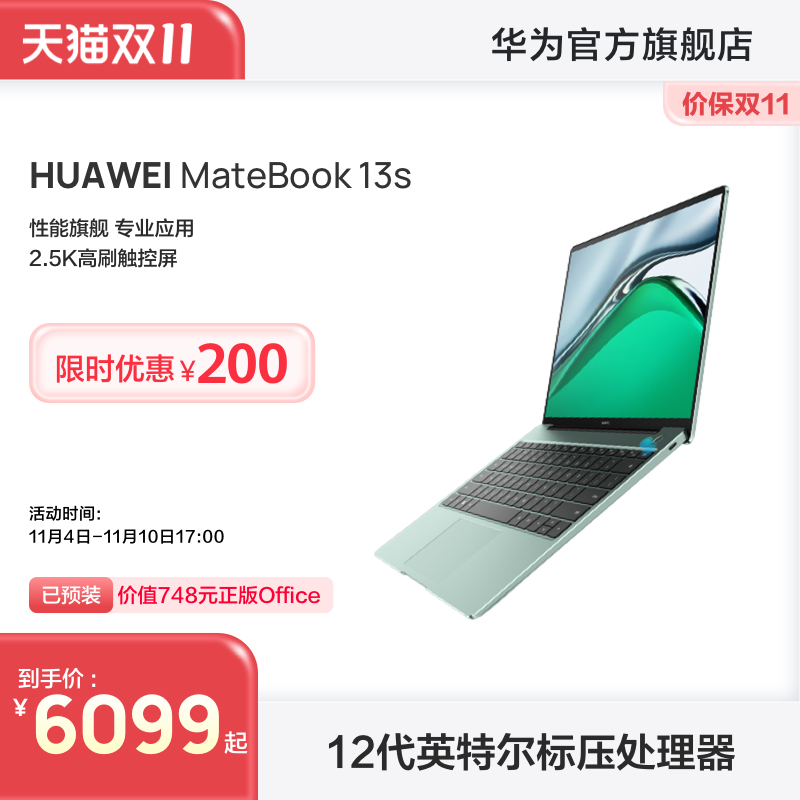 天猫双11
华为官方旗舰店
价保双11
HUAWEI MateBook 13s
性能旗舰 专业应用
2.5K高刷触控屏
限时优惠¥200
活动时间：
11月4日-11月10日17:00
已预装 价值748元正版Office
到手价：
¥6099起
12代英特尔标压处理器